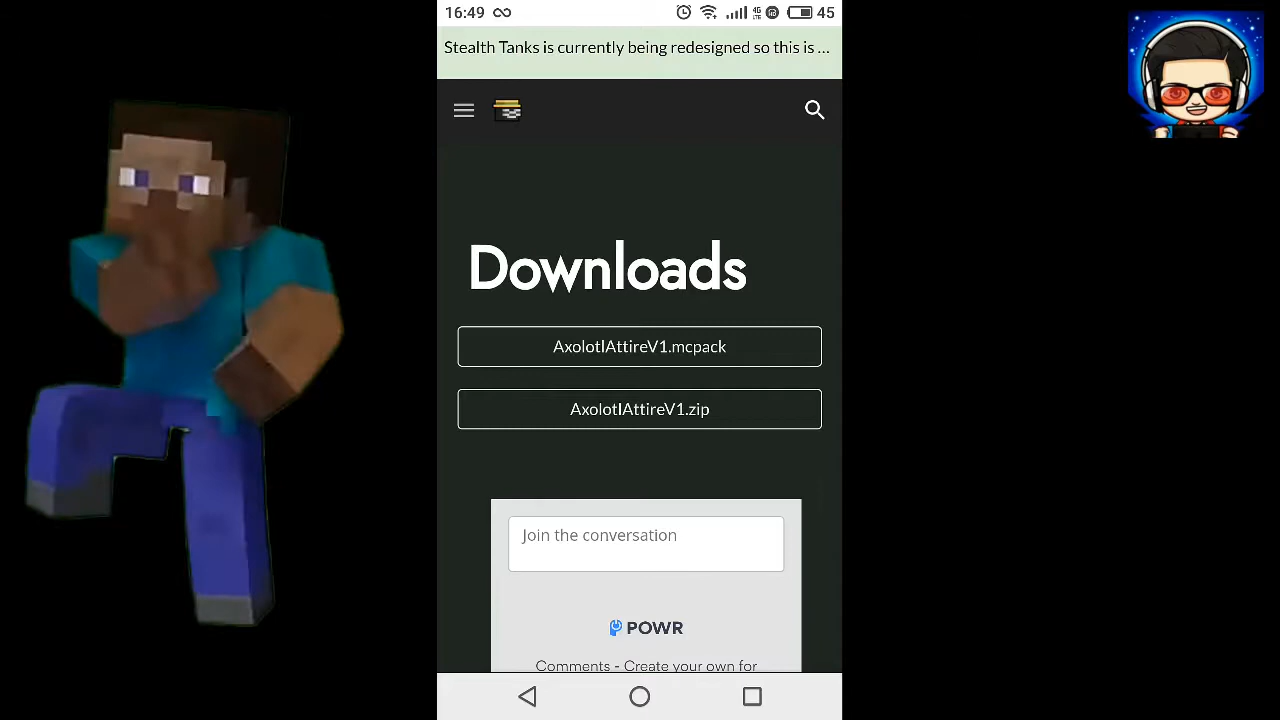 16:49 45
Stealth Tanks is currently being redesigned so this is ...
Downloads
AxolotlAttireV1.mcpack
AxolotlAttireV1.zip
Join the conversation
POWR
Comments - Create your own for